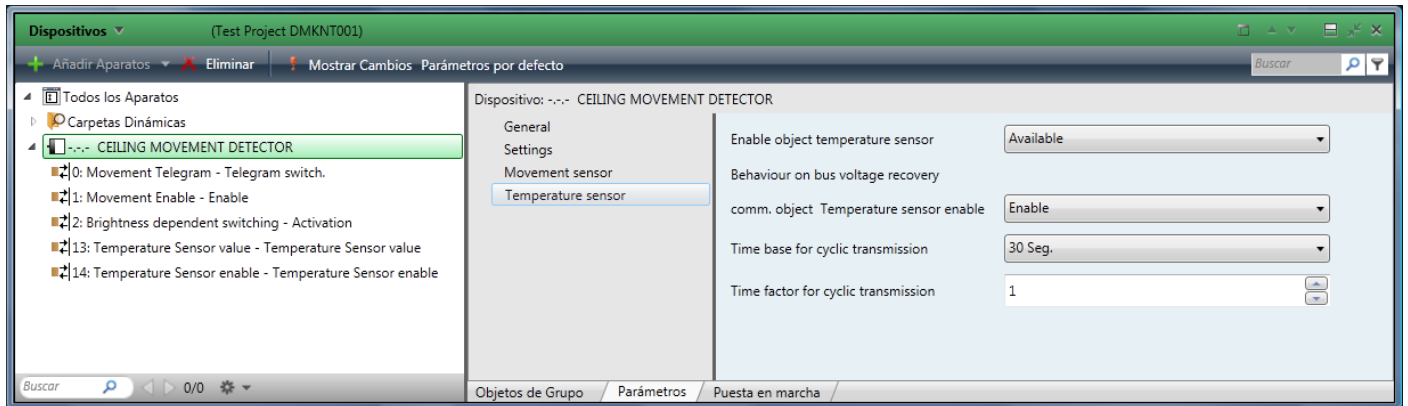 Dispositivos (Test Project DMKNT001)
Añadir Aparatos Eliminar Mostrar Cambios Parámetros por defecto Buscar
Todos los Aparatos
Carpetas Dinámicas
-.-.- CEILING MOVEMENT DETECTOR
0: Movement Telegram - Telegram switch.
1: Movement Enable - Enable
2: Brightness dependent switching - Activation
13: Temperature Sensor value - Temperature Sensor value
14: Temperature Sensor enable - Temperature Sensor enable
Buscar 0/0
Dispositivo: -.-.- CEILING MOVEMENT DETECTOR
General
Settings
Movement sensor
Temperature sensor
Enable object temperature sensor Available
Behaviour on bus voltage recovery
comm. object Temperature sensor enable Enable
Time base for cyclic transmission 30 Seg.
Time factor for cyclic transmission 1
Objetos de Grupo Parámetros Puesta en marcha